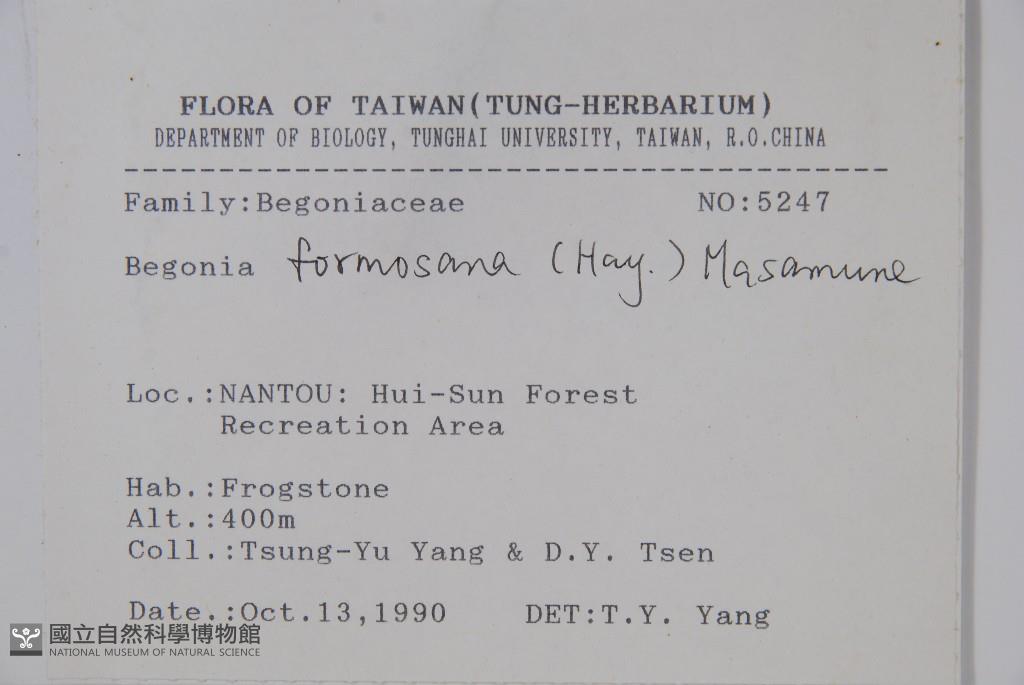 FLORA OF TAIWAN(TUNG-HERBARIUM)
DEPARTMENT OF BIOLOGY, TUNGHAI UNIVERSITY, TAIWAN, R.O.CHINA
Family:Begoniaceae NO:5247
Begonia formosana (Hay.) Masamune
Loc.:NANTOU: Hui-Sun Forest
Recreation Area
Hab.:Frogstone
Alt.:400m
Coll.:Tsung-Yu Yang & D.Y. Tsen
Date.:Oct.13,1990 DET:T.Y. Yang
國立自然科學博物館
NATIONAL MUSEUM OF NATURAL SCIENCE